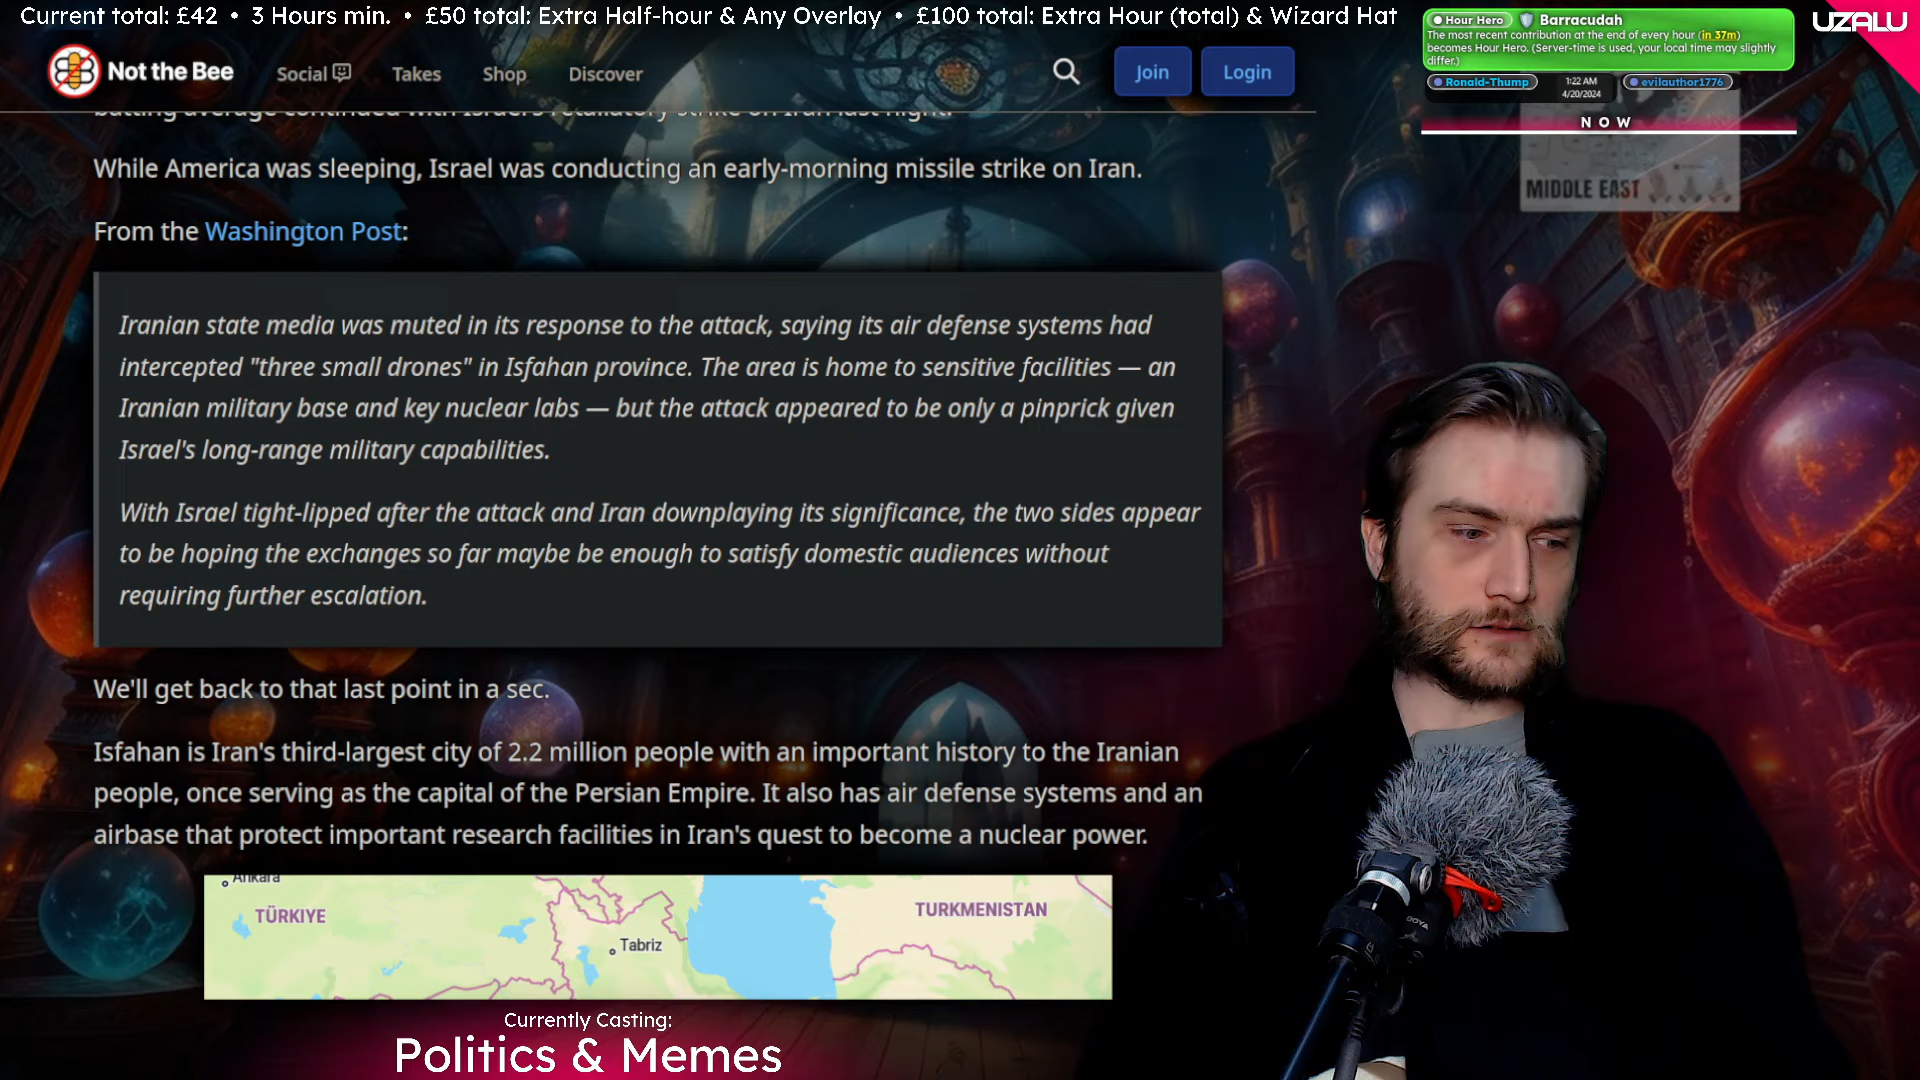 Current total: £42 • 3 Hours min. • £50 total: Extra Half-hour & Any Overlay • £100 total: Extra Hour (total) & Wizard Hat
Hour Hero Barracudah
The most recent contribution at the end of every hour (in 37m)
becomes Hour Hero. (Server-time is used, your local time may slightly
differ.)
UZALU
Ronald-Thump
1:22 AM
4/20/2024
evilauthor1776
NOW
MIDDLE EAST
Not the Bee
Social
Takes
Shop
Discover
Join
Login
batting average continued with Israel's retaliatory strike on Iran last night.
While America was sleeping, Israel was conducting an early-morning missile strike on Iran.
From the Washington Post:
Iranian state media was muted in its response to the attack, saying its air defense systems had
intercepted "three small drones" in Isfahan province. The area is home to sensitive facilities — an
Iranian military base and key nuclear labs — but the attack appeared to be only a pinprick given
Israel's long-range military capabilities.
With Israel tight-lipped after the attack and Iran downplaying its significance, the two sides appear
to be hoping the exchanges so far maybe be enough to satisfy domestic audiences without
requiring further escalation.
We'll get back to that last point in a sec.
Isfahan is Iran's third-largest city of 2.2 million people with an important history to the Iranian
people, once serving as the capital of the Persian Empire. It also has air defense systems and an
airbase that protect important research facilities in Iran's quest to become a nuclear power.
Ankara
TÜRKIYE
Tabriz
TURKMENISTAN
BOYA
Currently Casting:
Politics & Memes